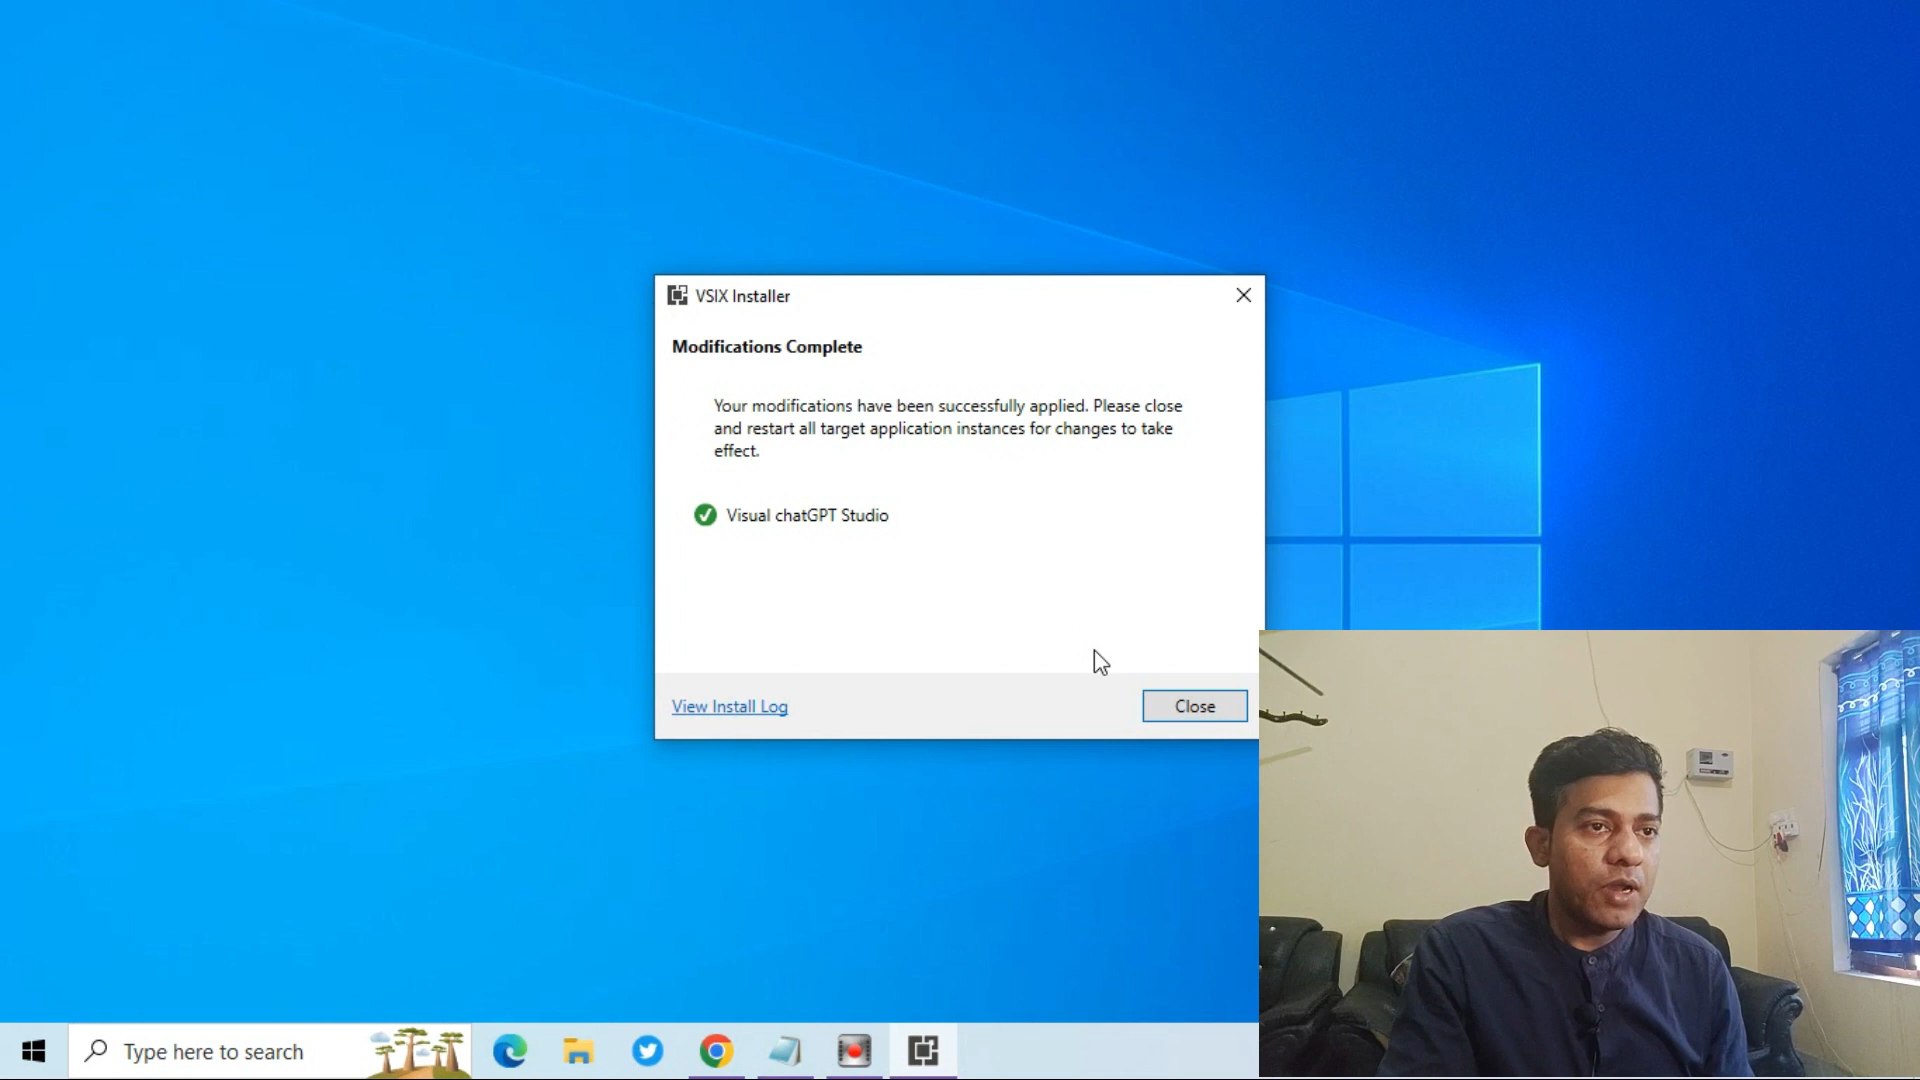 VSIX Installer
Modifications Complete
Your modifications have been successfully applied. Please close
and restart all target application instances for changes to take
effect.
Visual chatGPT Studio
View Install Log
Close
Type here to search